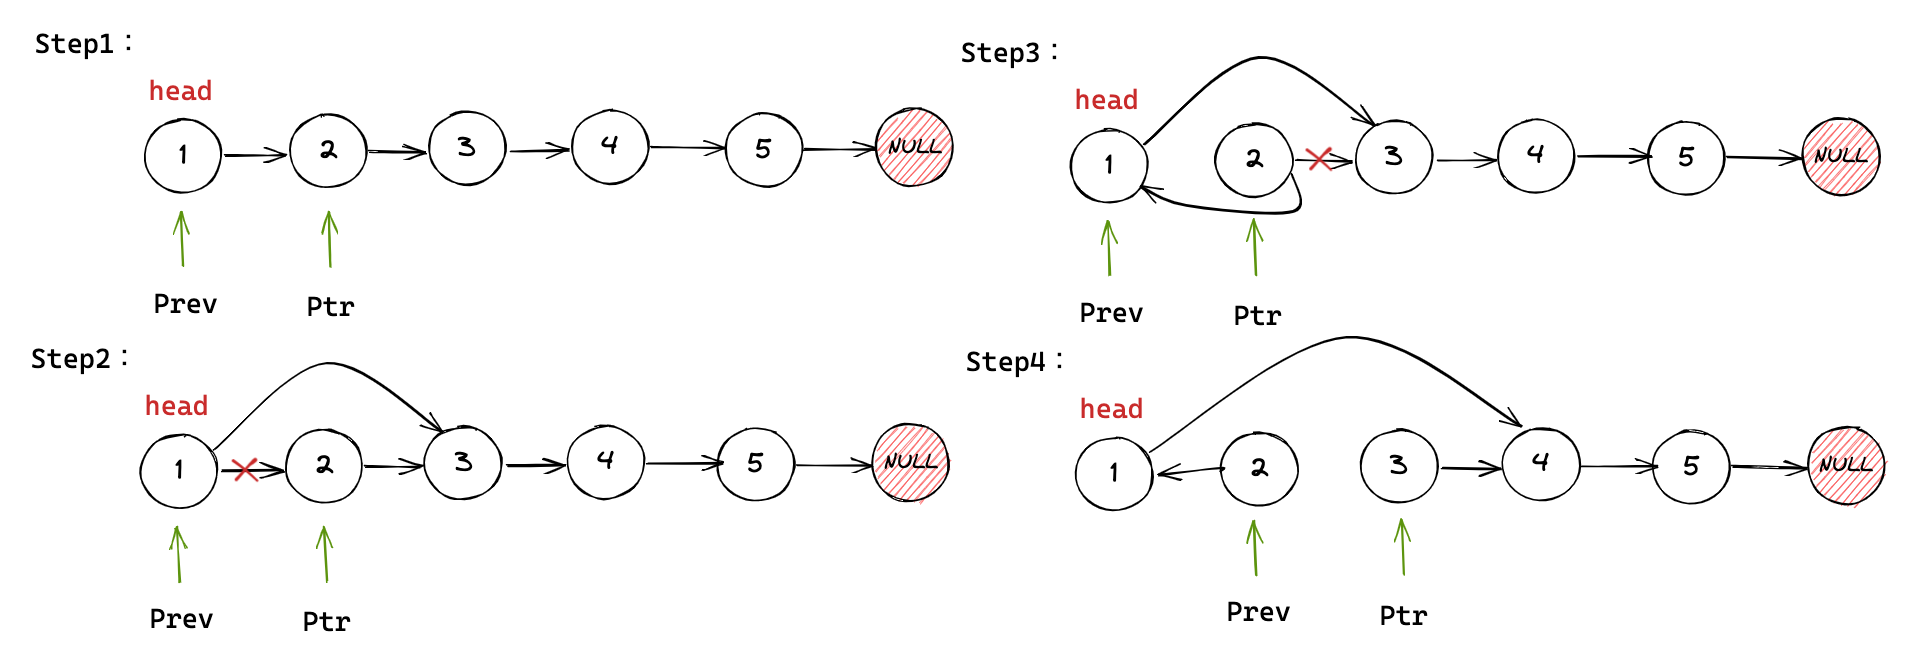 Step1：
head
1 2 3 4 5 NULL
Prev Ptr
Step2：
head
1 2 3 4 5 NULL
Prev Ptr
Step3：
head
1 2 3 4 5 NULL
Prev Ptr
Step4：
head
1 2 3 4 5 NULL
Prev Ptr